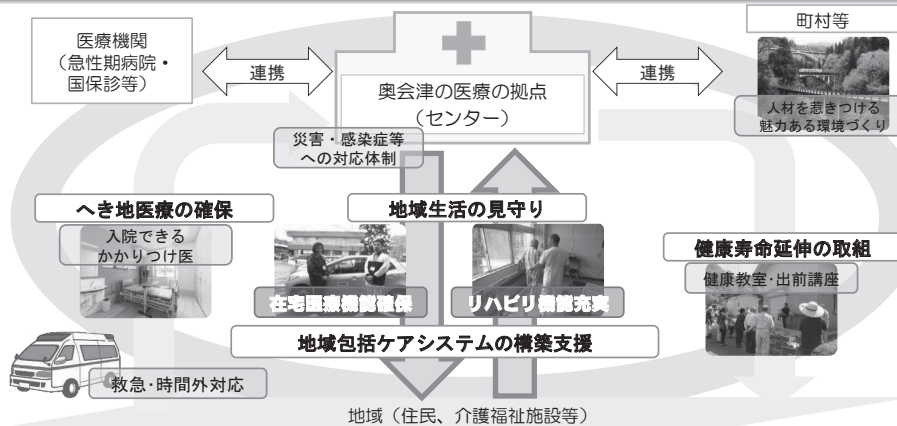 医療機関
（急性期病院・
国保診等）
連携
奥会津の医療の拠点
（センター）
連携
町村等
人材を惹きつける
魅力ある環境づくり
災害・感染症等
への対応体制
へき地医療の確保
入院できる
かかりつけ医
地域生活の見守り
在宅医療機能確保
リハビリ機能充実
健康寿命延伸の取組
健康教室・出前講座
地域包括ケアシステムの構築支援
救急・時間外対応
地域（住民、介護福祉施設等）